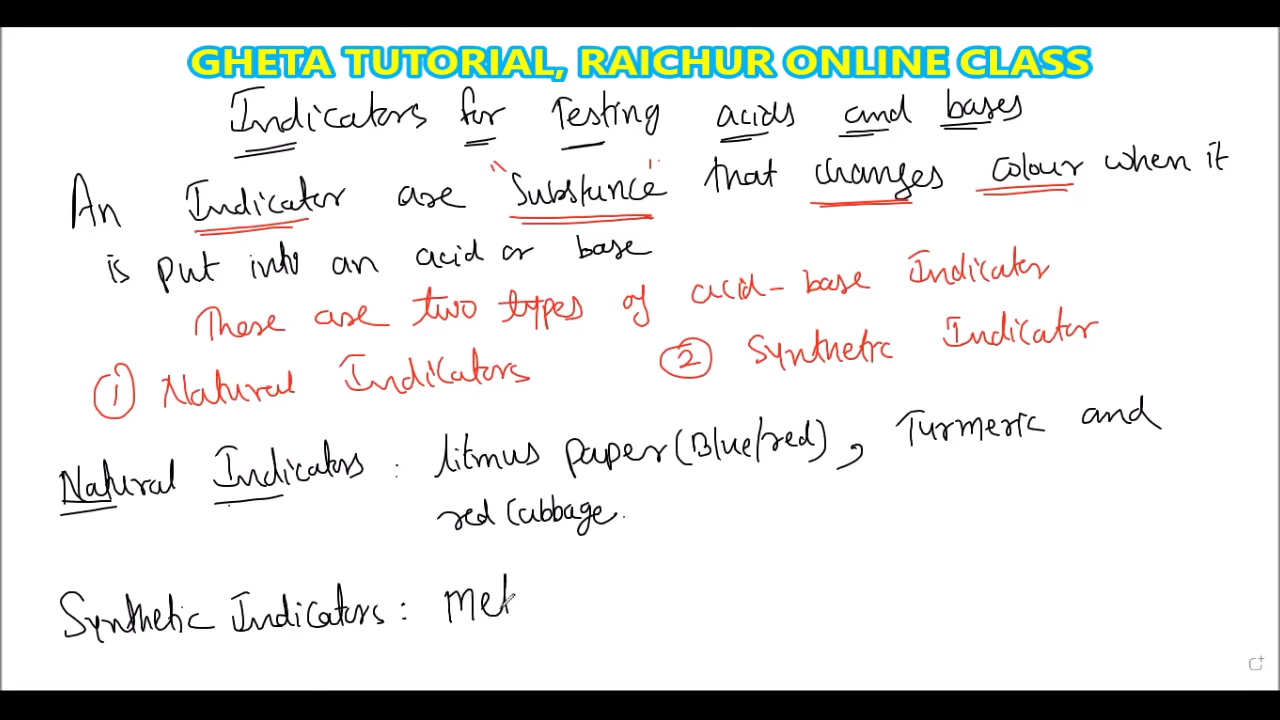 GHETA TUTORIAL, RAICHUR ONLINE CLASS
Indicators for Testing acids and bases
An Indicator are "Substance" that changes colour when it
is put into an acid or base
These are two types of acid-base Indicator
① Natural Indicators ② Synthetic Indicator
Natural Indicators : litmus paper (Blue/red), Turmeric and
red Cabbage.
Synthetic Indicators : Met